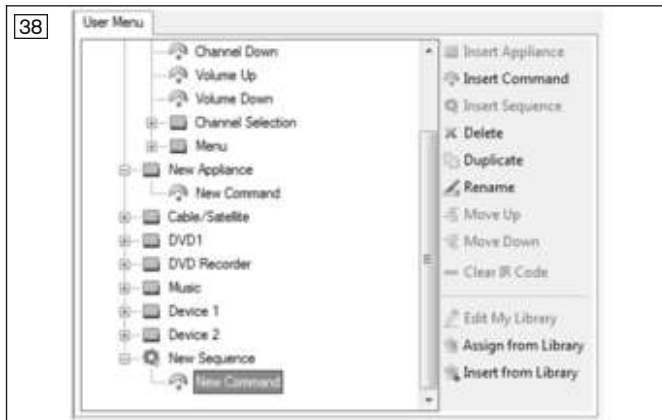 38
User Menu
Channel Down
Volume Up
Volume Down
Channel Selection
Menu
New Appliance
New Command
Cable/Satellite
DVD1
DVD Recorder
Music
Device 1
Device 2
New Sequence
New Command
Insert Appliance
Insert Command
Insert Sequence
Delete
Duplicate
Rename
Move Up
Move Down
Clear IR Code
Edit My Library
Assign from Library
Insert from Library